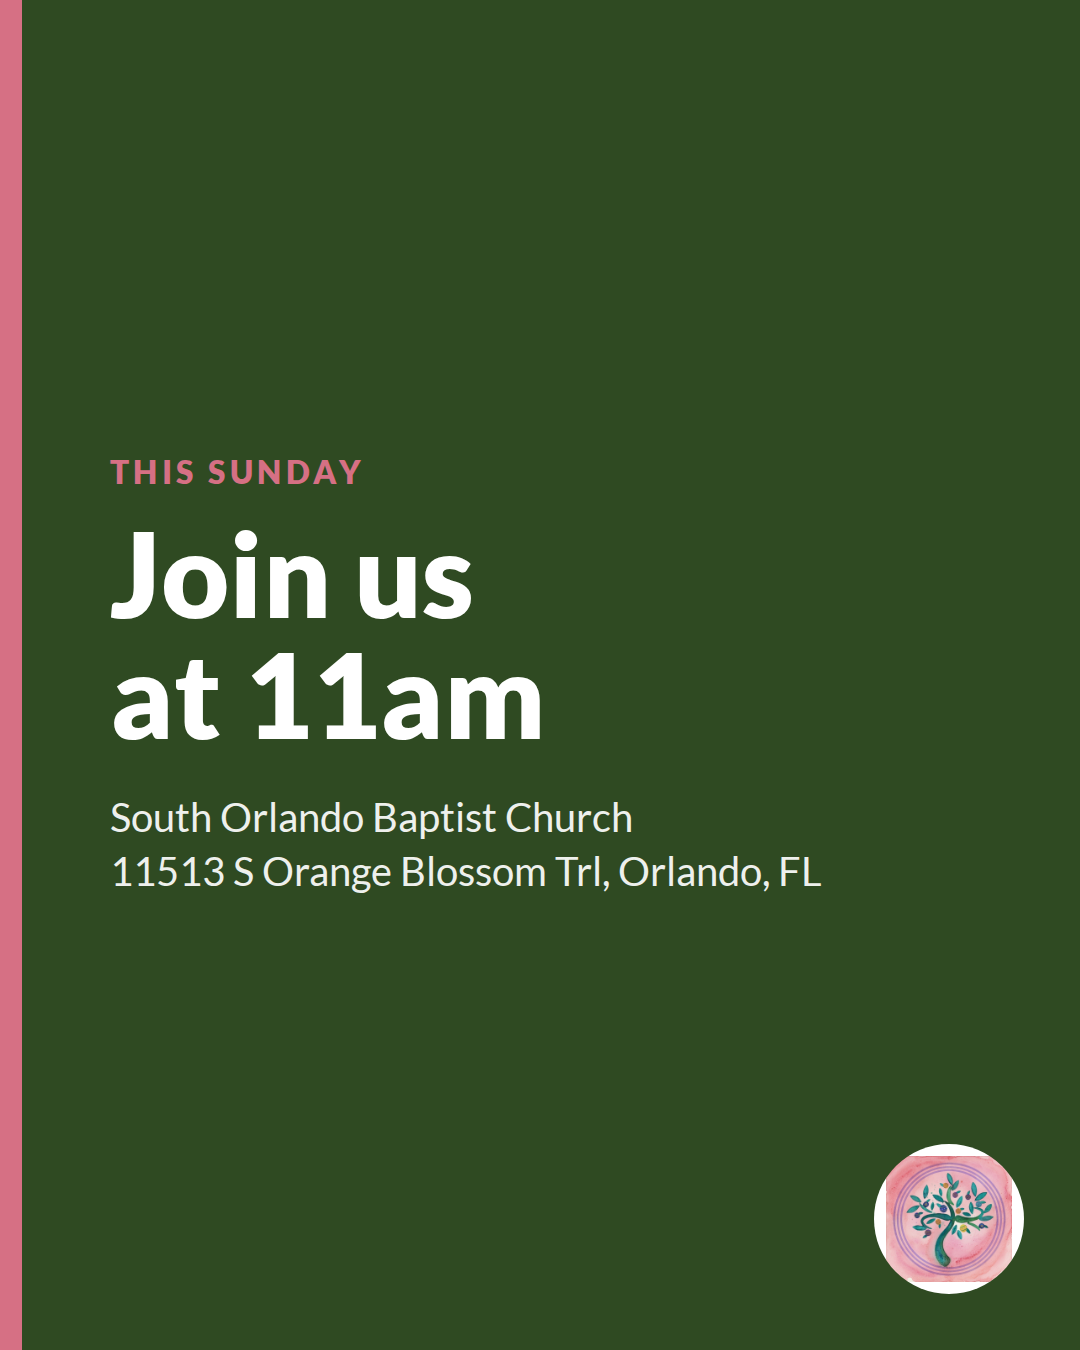 THIS SUNDAY
Join us
at 11am
South Orlando Baptist Church
11513 S Orange Blossom Trl, Orlando, FL